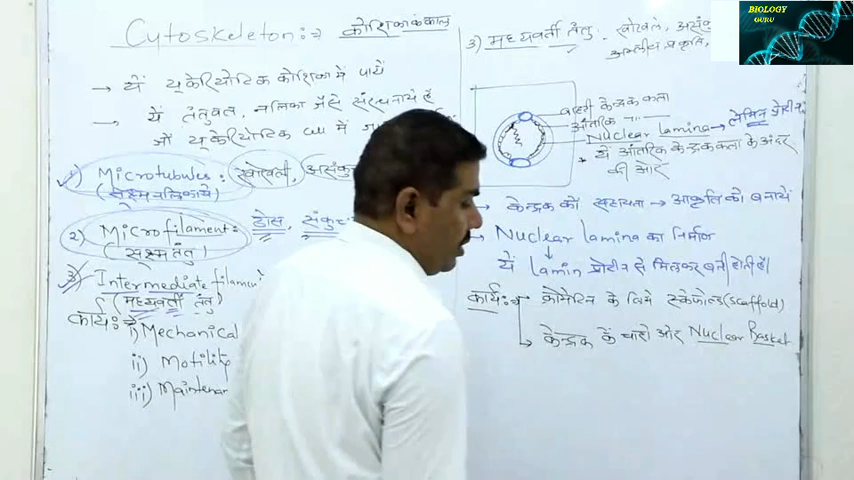 Cytoskeleton :→ कोशिका कंकाल
→ ये यूकेरियोटिक कोशिका में पाये
→ ये तंतुवत, नलिका जैसे संरचनाये हैं
जो यूकेरियोटिक cell में
1) Microtubules : खोखली, असंकु
(सूक्ष्म नलिकाये)
2) Microfilament : ठोस, संकु
(सूक्ष्म तंतु)
3) Intermediate filament
(मध्यवर्ती तंतु)
कार्य :→ i) Mechanical
ii) Motility
iii) Maintenan
3) मध्यवर्ती तंतु : खोखले, असंकु
प्रकृति,
बाहरी केन्द्रक कला
आंतरिक " "
Nuclear lamina → लेमिन प्रोटीन
ये आंतरिक केन्द्रक कला के अंदर
की ओर
→ केन्द्रक को सहायता → आकृति को बनाये
→ Nuclear lamina का निर्माण
ये lamin प्रोटीन से मिलकर बनी होती है।
कार्य :→ क्रोमेटिन के लिये स्केफोल्ड (scaffold)
→ केन्द्रक के चारो ओर Nuclear Basket
BIOLOGY
GURU